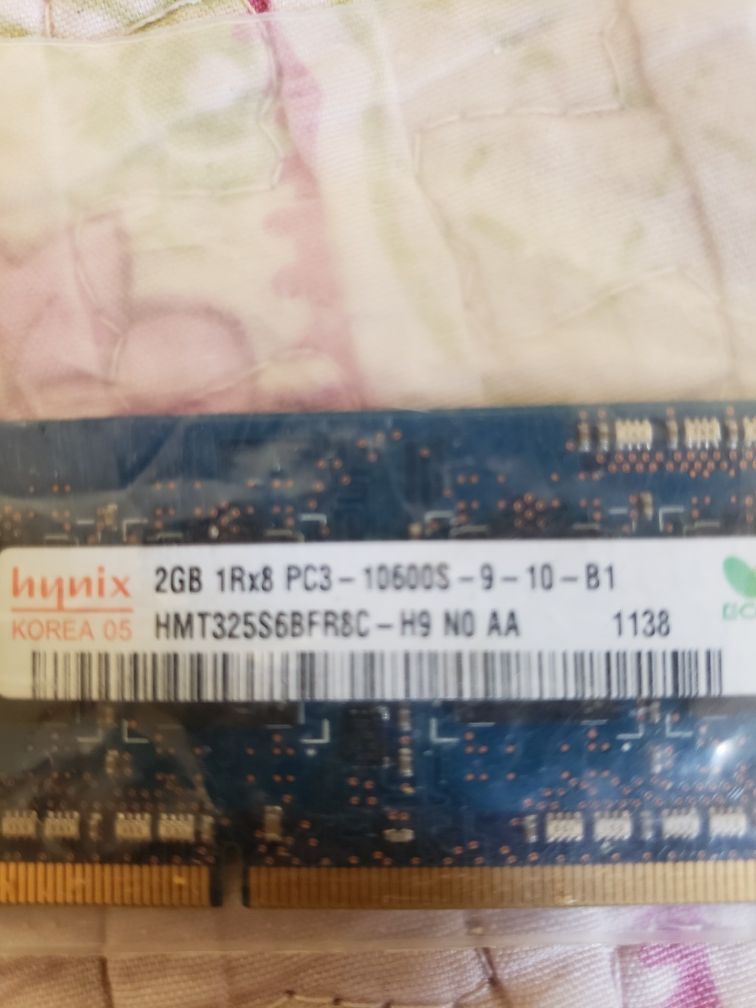 hynix
KOREA 05
2GB 1Rx8 PC3-10600S-9-10-B1
HMT325S6BFR8C-H9 N0 AA 1138